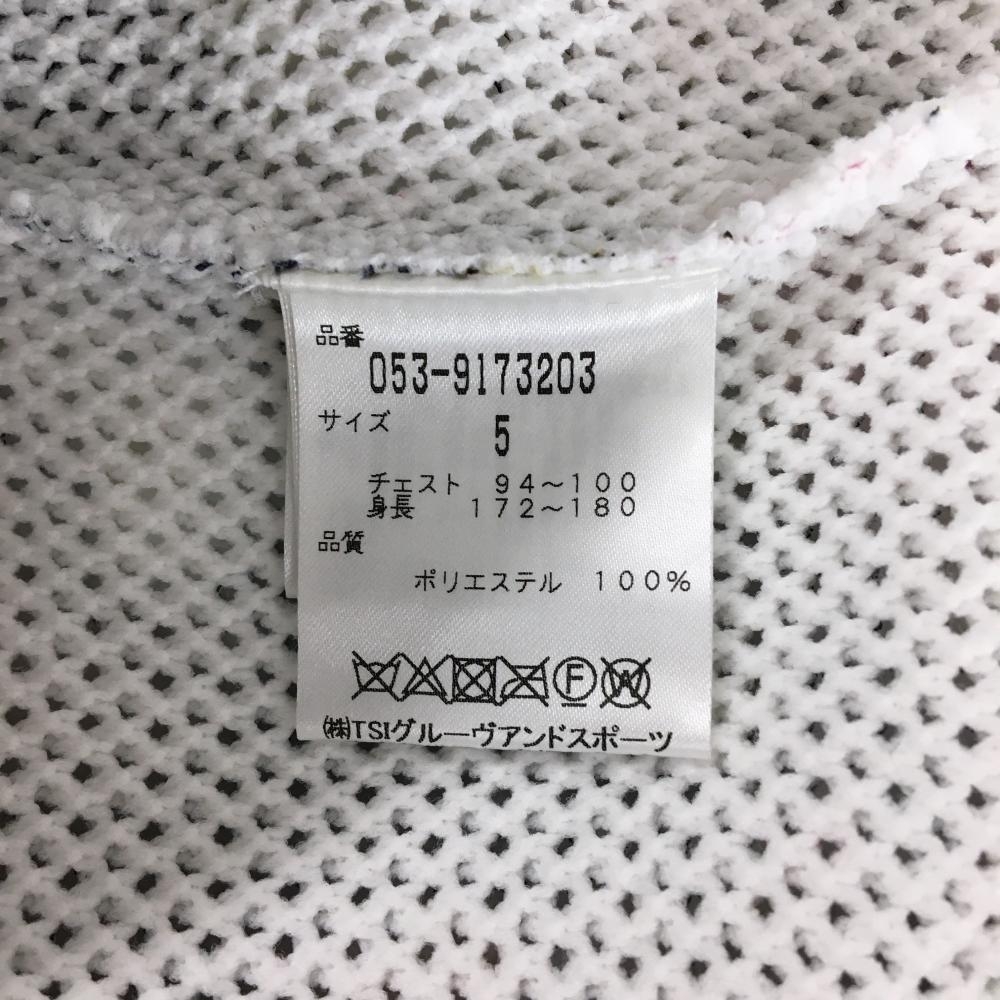 品番
053-9173203
サイズ
5
チェスト 94～100
身長 172～180
品質
ポリエステル 100%
F W
㈱TSIグルーヴアンドスポーツ